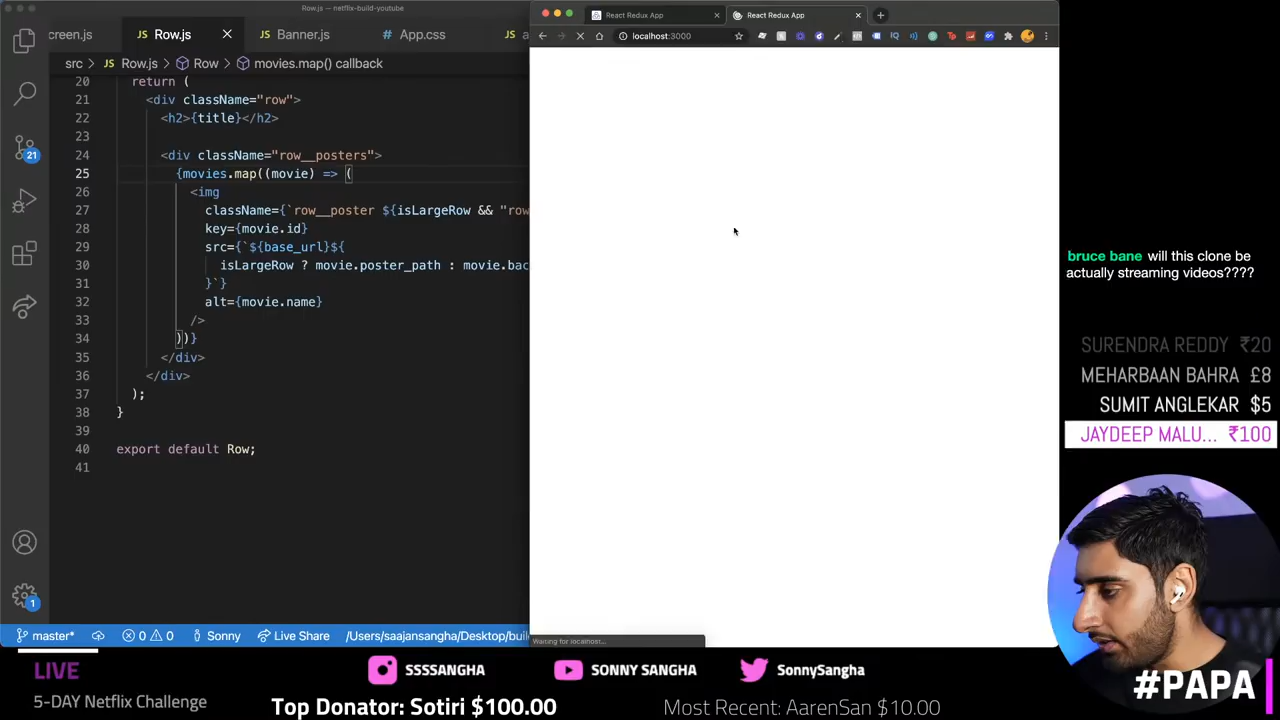 Row.js — netflix-build-youtube
creen.js
JS Row.js
JS Banner.js
# App.css
JS a
src > JS Row.js > Row > movies.map() callback
20 return (
21 <div className="row">
22 <h2>{title}</h2>
23
24 <div className="row__posters">
25 {movies.map((movie) => (
26 <img
27 className={`row__poster ${isLargeRow && "row
28 key={movie.id}
29 src={`${base_url}${
30 isLargeRow ? movie.poster_path : movie.bac
31 }`}
32 alt={movie.name}
33 />
34 ))}
35 </div>
36 </div>
37 );
38 }
39
40 export default Row;
41
21
1
master* 0 0 Sonny Live Share /Users/saajansangha/Desktop/buil
React Redux App
React Redux App
localhost:3000
Waiting for localhost...
bruce bane will this clone be
actually streaming videos????
SURENDRA REDDY ₹20
MEHARBAAN BAHRA £8
SUMIT ANGLEKAR $5
JAYDEEP MALU... ₹100
#PAPA
LIVE
5-DAY Netflix Challenge
SSSSANGHA
SONNY SANGHA
SonnySangha
Top Donator: Sotiri $100.00
Most Recent: AarenSan $10.00